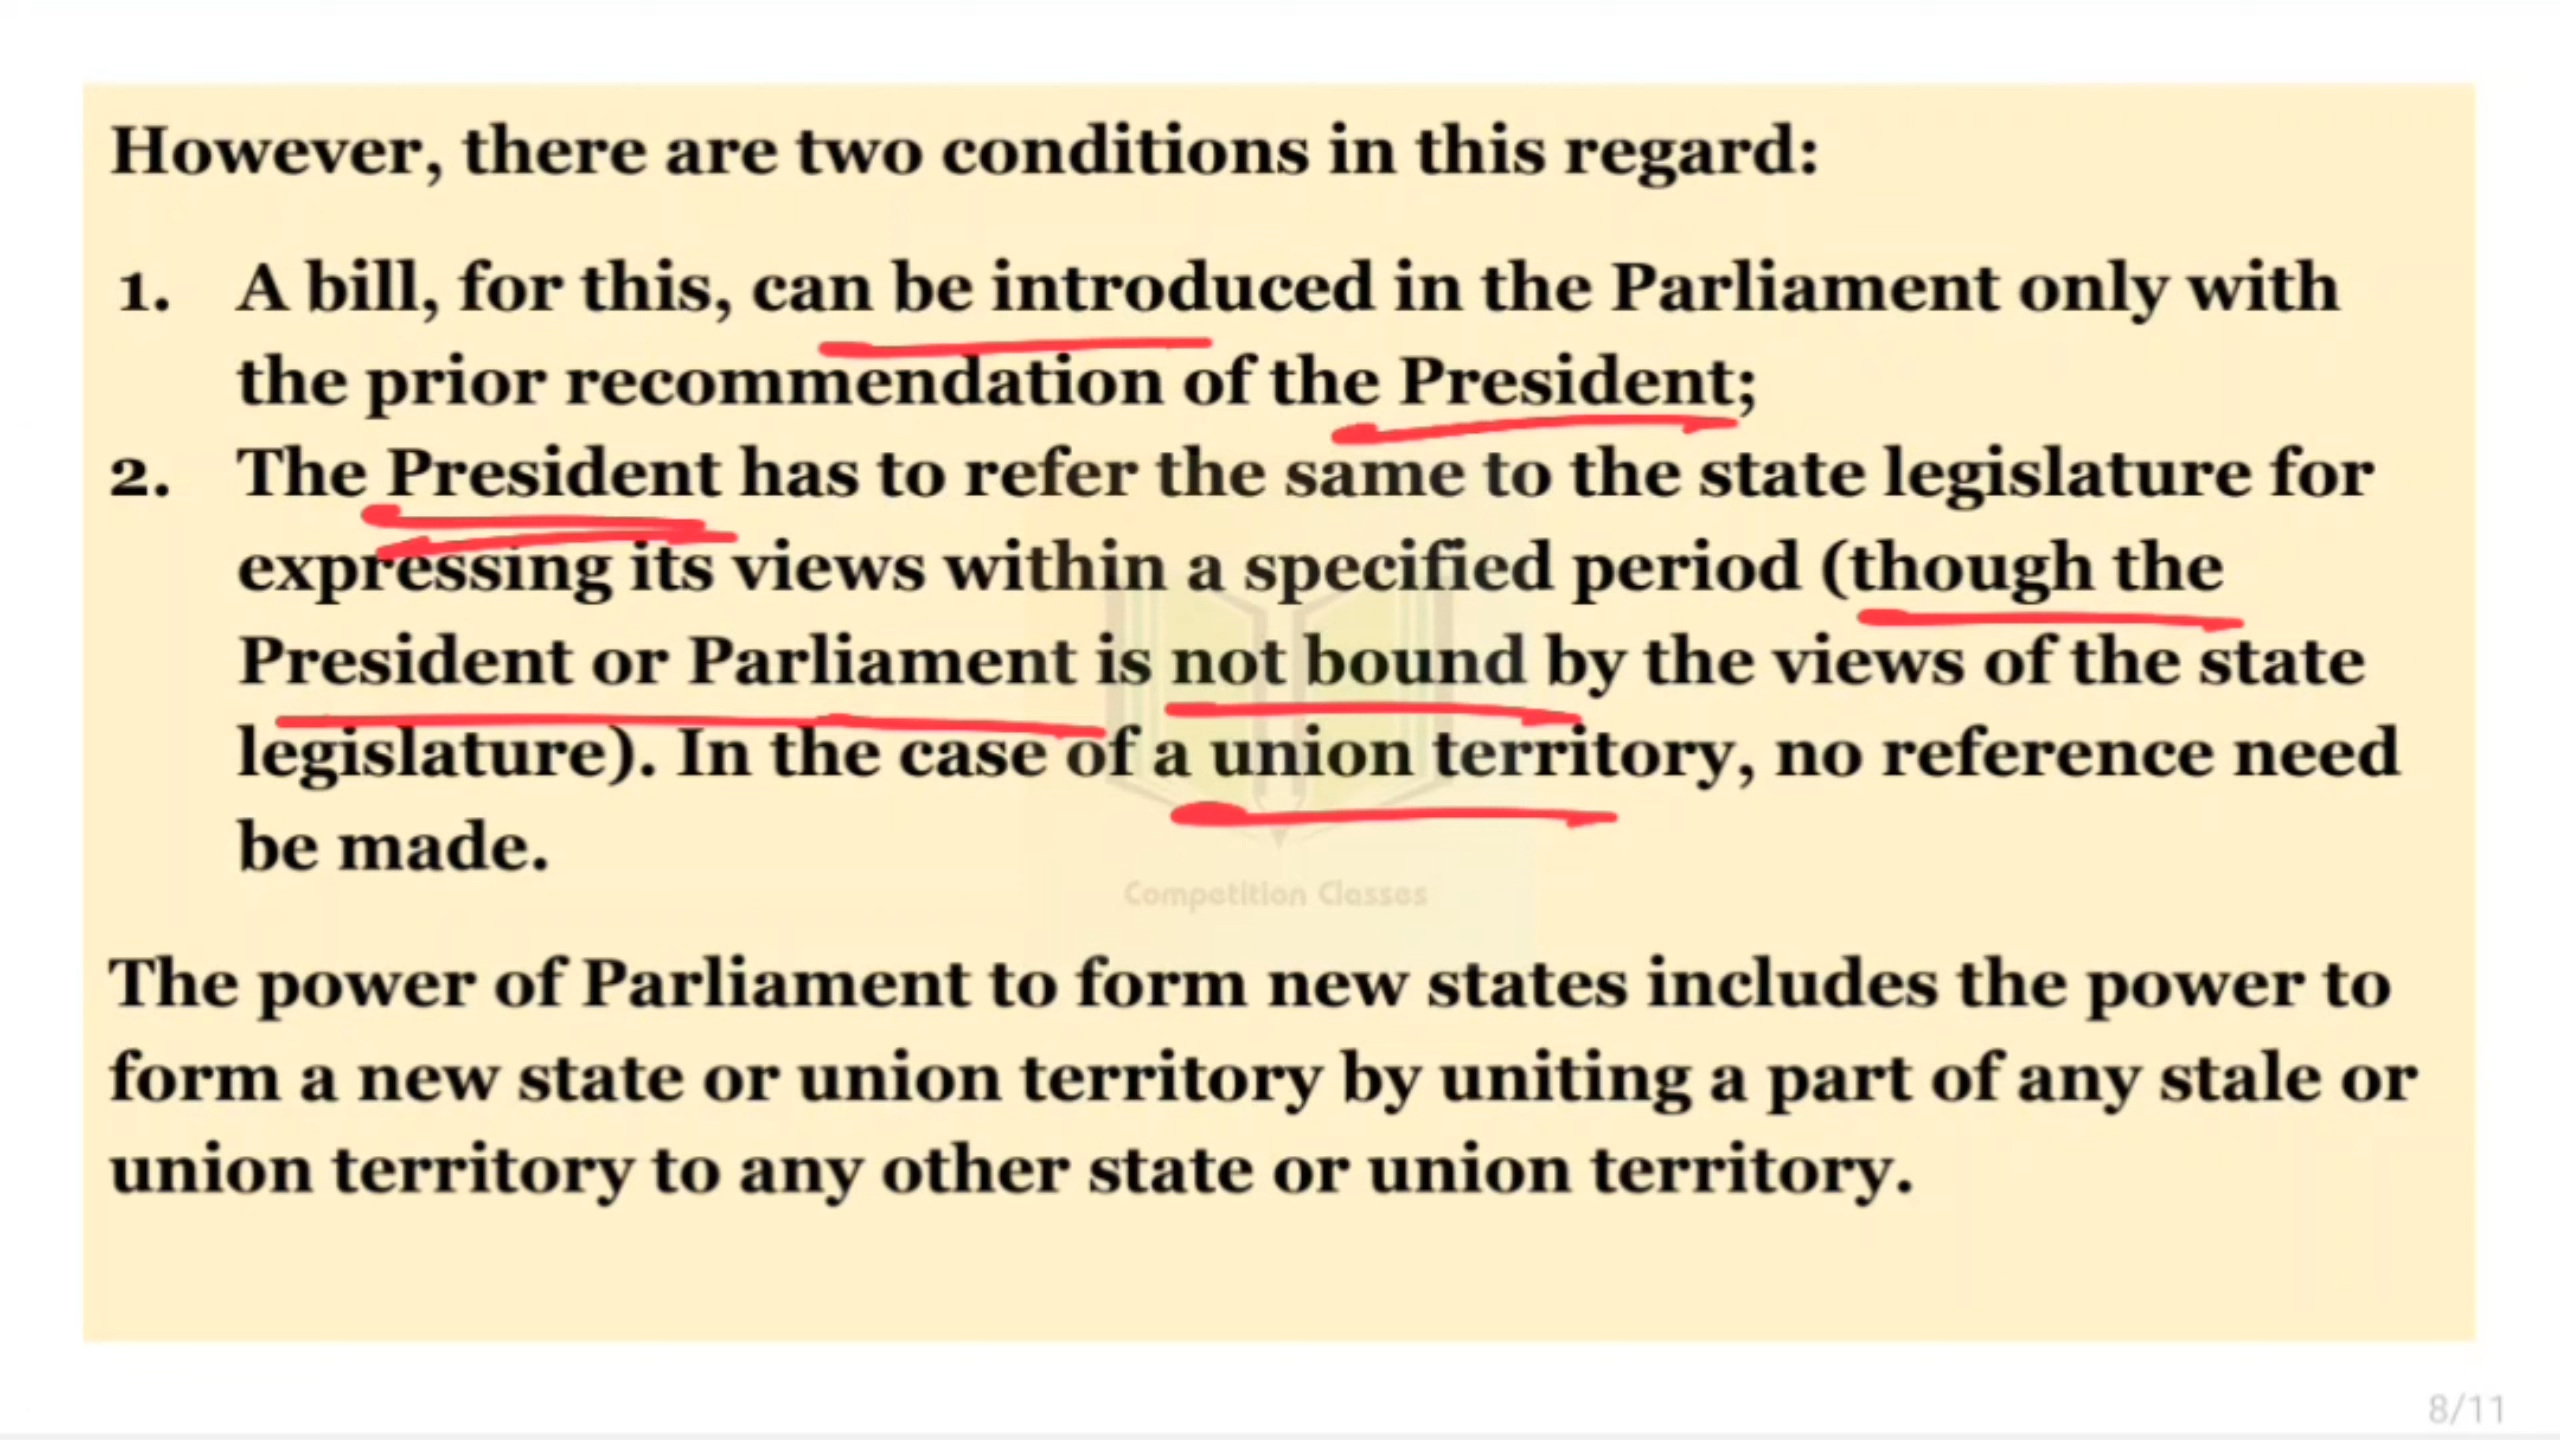 However, there are two conditions in this regard:
1. A bill, for this, can be introduced in the Parliament only with
the prior recommendation of the President;
2. The President has to refer the same to the state legislature for
expressing its views within a specified period (though the
President or Parliament is not bound by the views of the state
legislature). In the case of a union territory, no reference need
be made.
Competition Classes
The power of Parliament to form new states includes the power to
form a new state or union territory by uniting a part of any stale or
union territory to any other state or union territory.
8/11